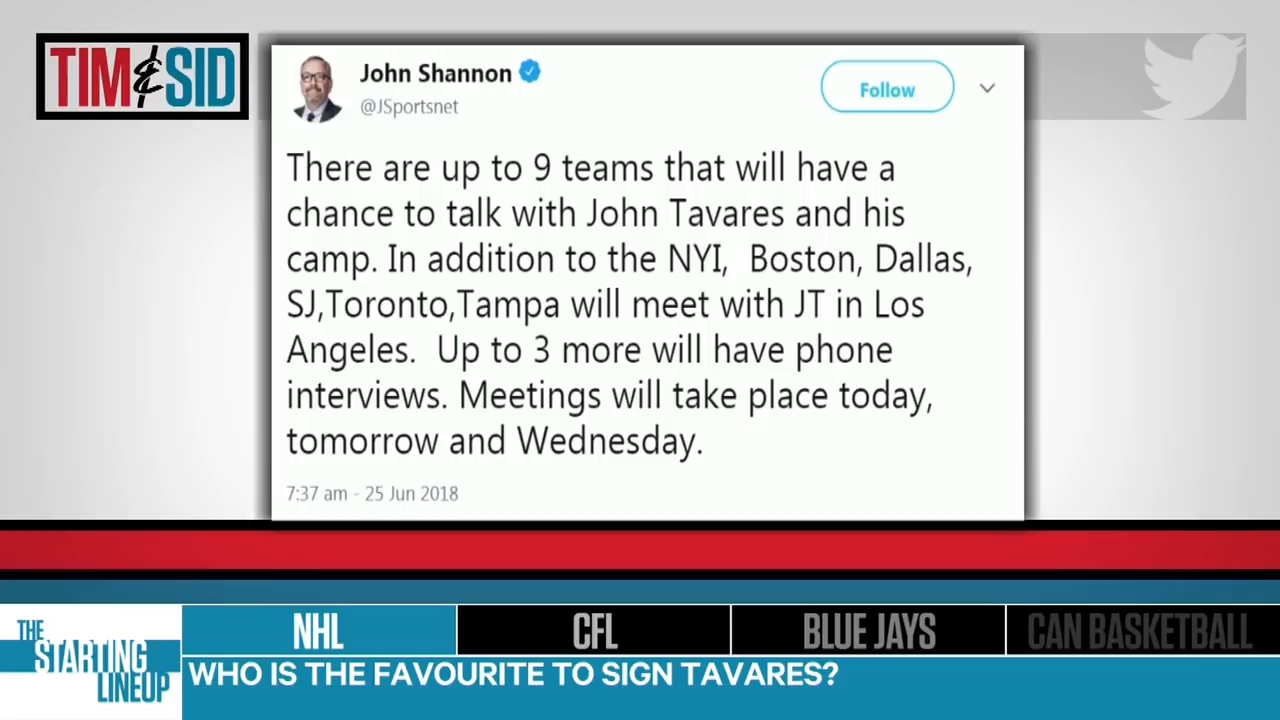 TIM & SID
John Shannon
@JSportsnet
Follow
There are up to 9 teams that will have a
chance to talk with John Tavares and his
camp. In addition to the NYI,  Boston, Dallas,
SJ,Toronto,Tampa will meet with JT in Los
Angeles.  Up to 3 more will have phone
interviews. Meetings will take place today,
tomorrow and Wednesday.
7:37 am - 25 Jun 2018
THE
STARTING
LINEUP
NHL
CFL
BLUE JAYS
CAN BASKETBALL
WHO IS THE FAVOURITE TO SIGN TAVARES?